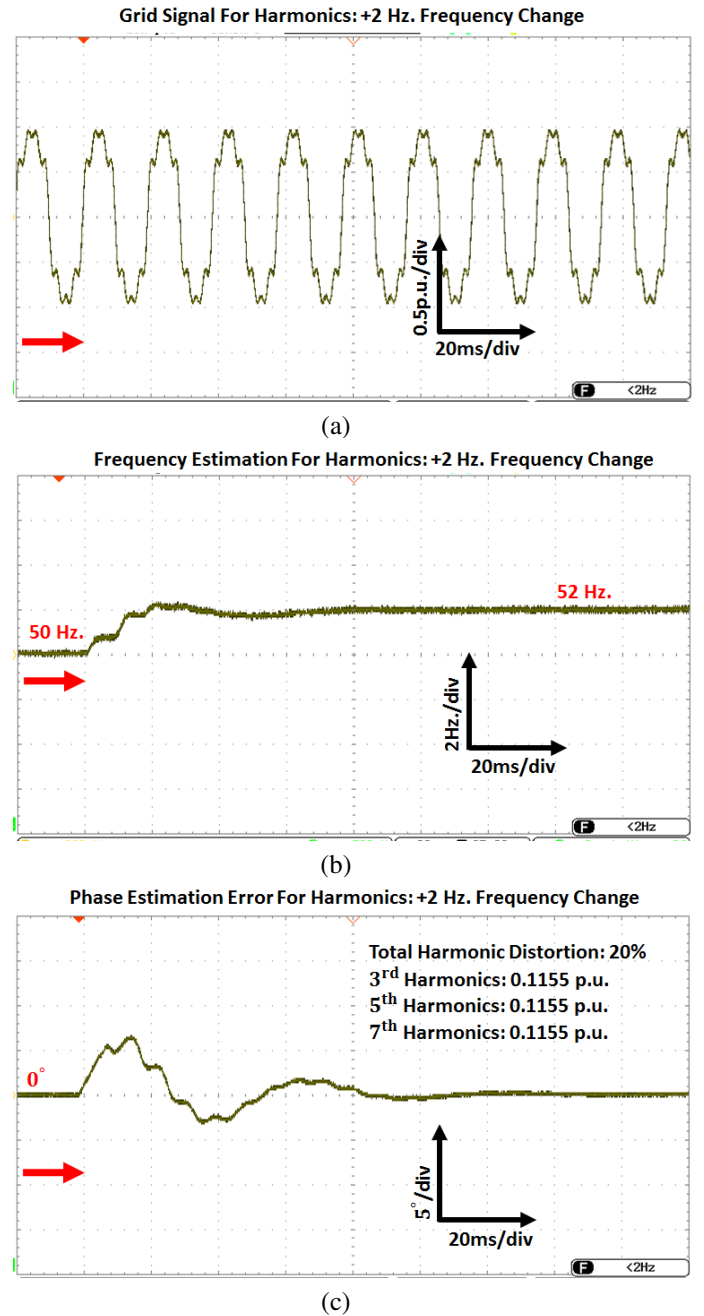 Grid Signal For Harmonics: +2 Hz. Frequency Change
0.5p.u./div
20ms/div
F <2Hz
(a)
Frequency Estimation For Harmonics: +2 Hz. Frequency Change
50 Hz.
52 Hz.
2Hz./div
20ms/div
F <2Hz
(b)
Phase Estimation Error For Harmonics: +2 Hz. Frequency Change
Total Harmonic Distortion: 20%
3rd Harmonics: 0.1155 p.u.
5th Harmonics: 0.1155 p.u.
7th Harmonics: 0.1155 p.u.
0°
5°/div
20ms/div
F <2Hz
(c)